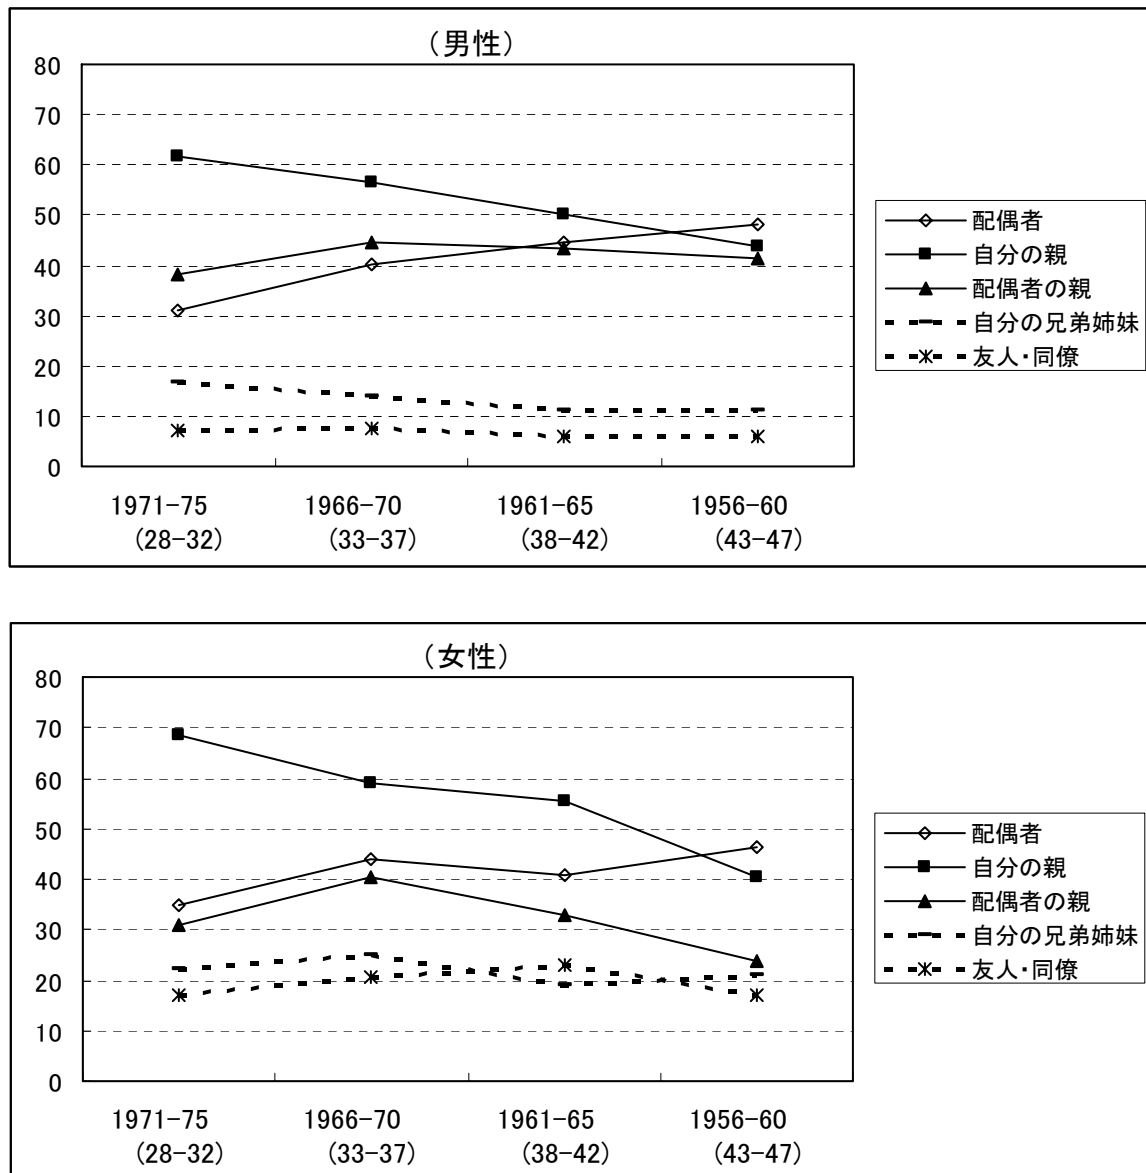 （男性）
80
70
60
50
40
30
20
10
0
1971-75 1966-70 1961-65 1956-60
（28-32） （33-37） （38-42） （43-47）
配偶者
自分の親
配偶者の親
自分の兄弟姉妹
友人・同僚
（女性）
80
70
60
50
40
30
20
10
0
1971-75 1966-70 1961-65 1956-60
（28-32） （33-37） （38-42） （43-47）
配偶者
自分の親
配偶者の親
自分の兄弟姉妹
友人・同僚